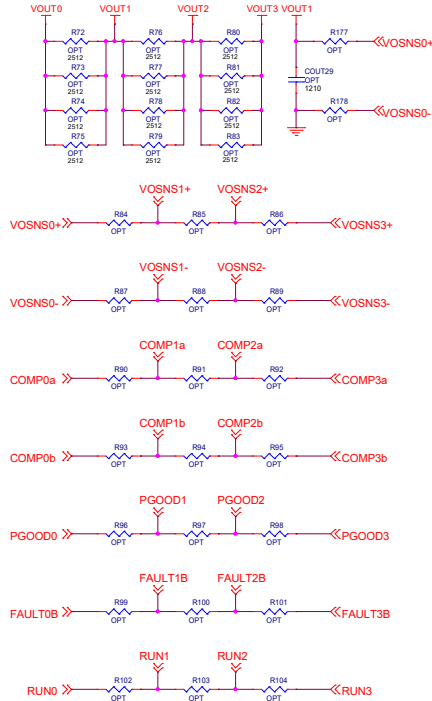 VOUT0 VOUT1 VOUT2 VOUT3 VOUT1
R72 R76 R80 R177
OPT OPT OPT OPT VOSNS0+
2512 2512 2512
R73 R77 R81 COUT29
OPT OPT OPT OPT
2512 2512 2512 1210
R74 R78 R82 R178
OPT OPT OPT OPT VOSNS0-
2512 2512 2512
R75 R79 R83
OPT OPT OPT
2512 2512 2512
VOSNS1+ VOSNS2+
R84 R85 R86
VOSNS0+ OPT OPT OPT VOSNS3+
VOSNS1- VOSNS2-
R87 R88 R89
VOSNS0- OPT OPT OPT VOSNS3-
COMP1a COMP2a
R90 R91 R92
COMP0a OPT OPT OPT COMP3a
COMP1b COMP2b
R93 R94 R95
COMP0b OPT OPT OPT COMP3b
PGOOD1 PGOOD2
R96 R97 R98
PGOOD0 OPT OPT OPT PGOOD3
FAULT1B FAULT2B
R99 R100 R101
FAULT0B OPT OPT OPT FAULT3B
RUN1 RUN2
R102 R103 R104
RUN0 OPT OPT OPT RUN3